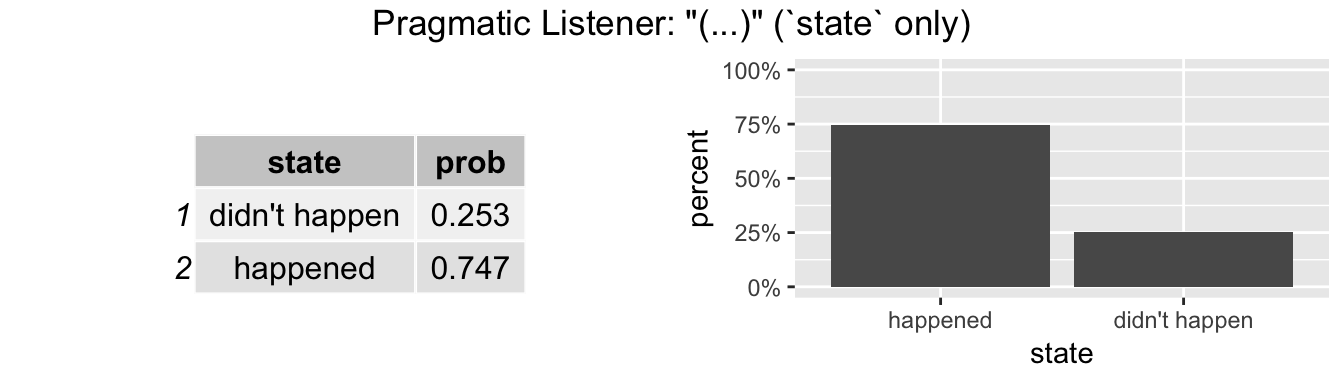 Pragmatic Listener: "(...)" (`state` only)
state prob
1 didn't happen 0.253
2 happened 0.747
percent
100%
75%
50%
25%
0%
happened didn't happen
state